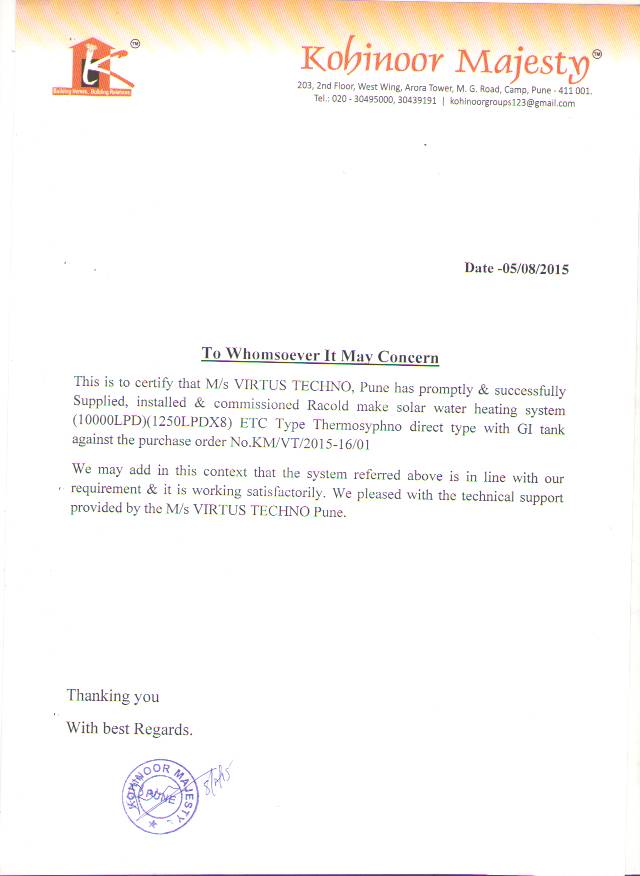 TM
Building Homes, Building Relations
Kohinoor Majesty TM
203, 2nd Floor, West Wing, Arora Tower, M. G. Road, Camp, Pune - 411 001.
Tel.: 020 - 30495000, 30439191 | kohinoorgroups123@gmail.com
Date -05/08/2015
To Whomsoever It May Concern
This is to certify that M/s VIRTUS TECHNO, Pune has promptly & successfully
Supplied, installed & commissioned Racold make solar water heating system
(10000LPD)(1250LPDX8) ETC Type Thermosyphno direct type with GI tank
against the purchase order No.KM/VT/2015-16/01
We may add in this context that the system referred above is in line with our
requirement & it is working satisfactorily. We pleased with the technical support
provided by the M/s VIRTUS TECHNO Pune.
Thanking you
With best Regards.
KOHINOOR MAJESTY
PUNE